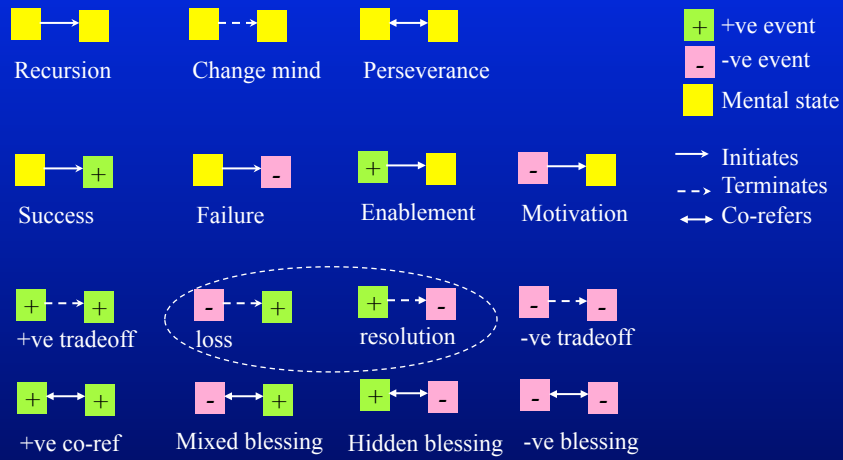 + +ve event
Recursion Change mind Perseverance
- -ve event
Mental state
+ - + -
Success Failure Enablement Motivation
Initiates
Terminates
Co-refers
+ + - + + - - -
+ve tradeoff loss resolution -ve tradeoff
+ + - + + - - -
+ve co-ref Mixed blessing Hidden blessing -ve blessing